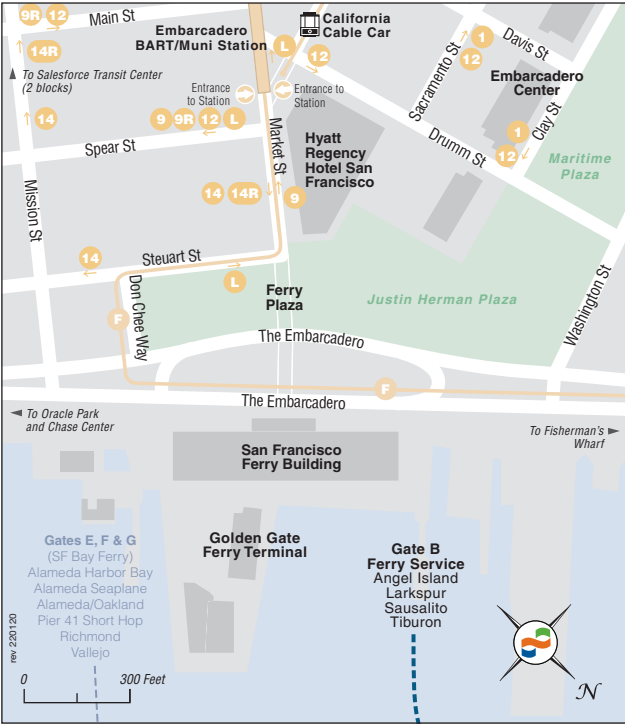 9R 12
Main St
14R
To Salesforce Transit Center
(2 blocks)
14
Embarcadero
BART/Muni Station
L
California
Cable Car
12
Entrance
to Station
Entrance to
Station
9 9R 12 L
Spear St
Market St
Hyatt
Regency
Hotel San
Francisco
14 14R
9
Mission St
Sacramento St
1
12
Davis St
Embarcadero
Center
1
12
Clay St
Drumm St
Maritime
Plaza
14
Steuart St
L
Don Chee Way
F
Ferry
Plaza
Justin Herman Plaza
Washington St
The Embarcadero
F
The Embarcadero
To Oracle Park
and Chase Center
To Fisherman's
Wharf
San Francisco
Ferry Building
Gates E, F & G
(SF Bay Ferry)
Alameda Harbor Bay
Alameda Seaplane
Alameda/Oakland
Pier 41 Short Hop
Richmond
Vallejo
Golden Gate
Ferry Terminal
Gate B
Ferry Service
Angel Island
Larkspur
Sausalito
Tiburon
rev 220120
0 300 Feet
N